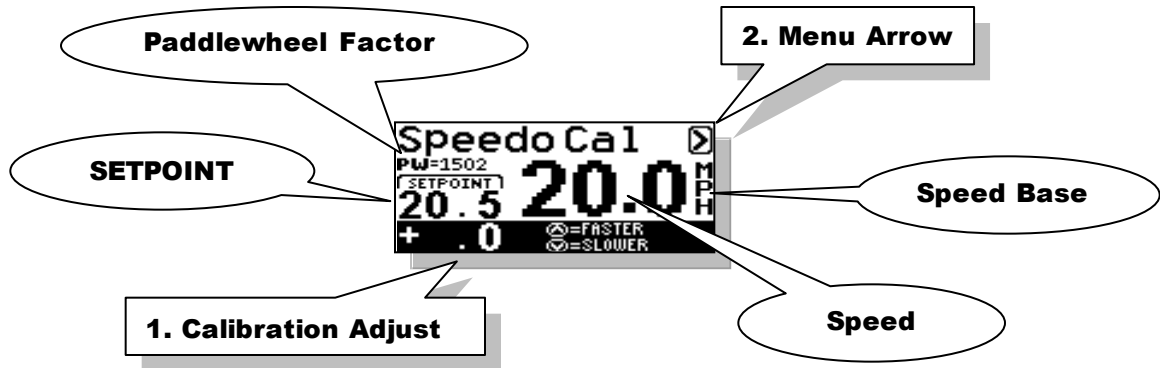 Paddlewheel Factor
2. Menu Arrow
Speedo Cal >
PW=1502
SETPOINT
SETPOINT
20.5
20.0
MPH
Speed Base
+ .0
=FASTER
=SLOWER
1. Calibration Adjust
Speed